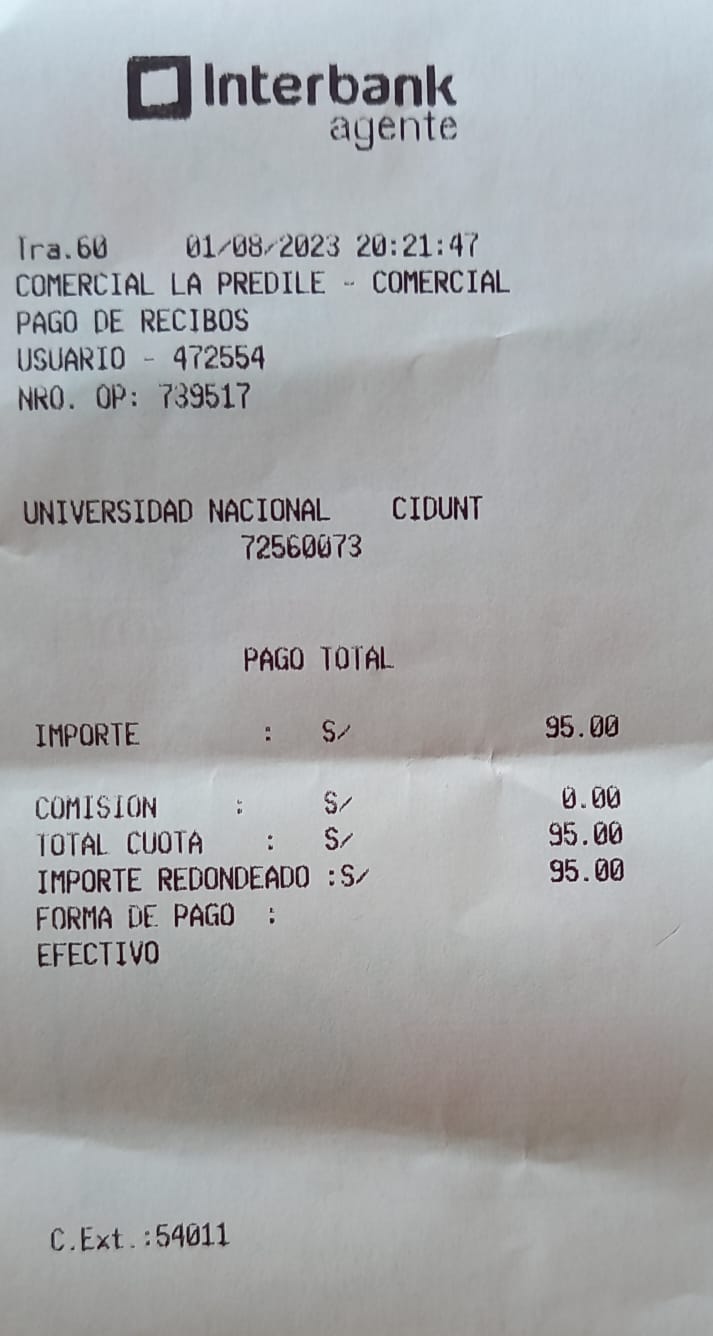 Interbank
agente
Tra.60 01/08/2023 20:21:47
COMERCIAL LA PREDILE - COMERCIAL
PAGO DE RECIBOS
USUARIO - 472554
NRO. OP: 739517
UNIVERSIDAD NACIONAL CIDUNT
72560073
PAGO TOTAL
IMPORTE : S/ 95.00
COMISION : S/ 0.00
TOTAL CUOTA : S/ 95.00
IMPORTE REDONDEADO :S/ 95.00
FORMA DE PAGO :
EFECTIVO
C.Ext.:54011